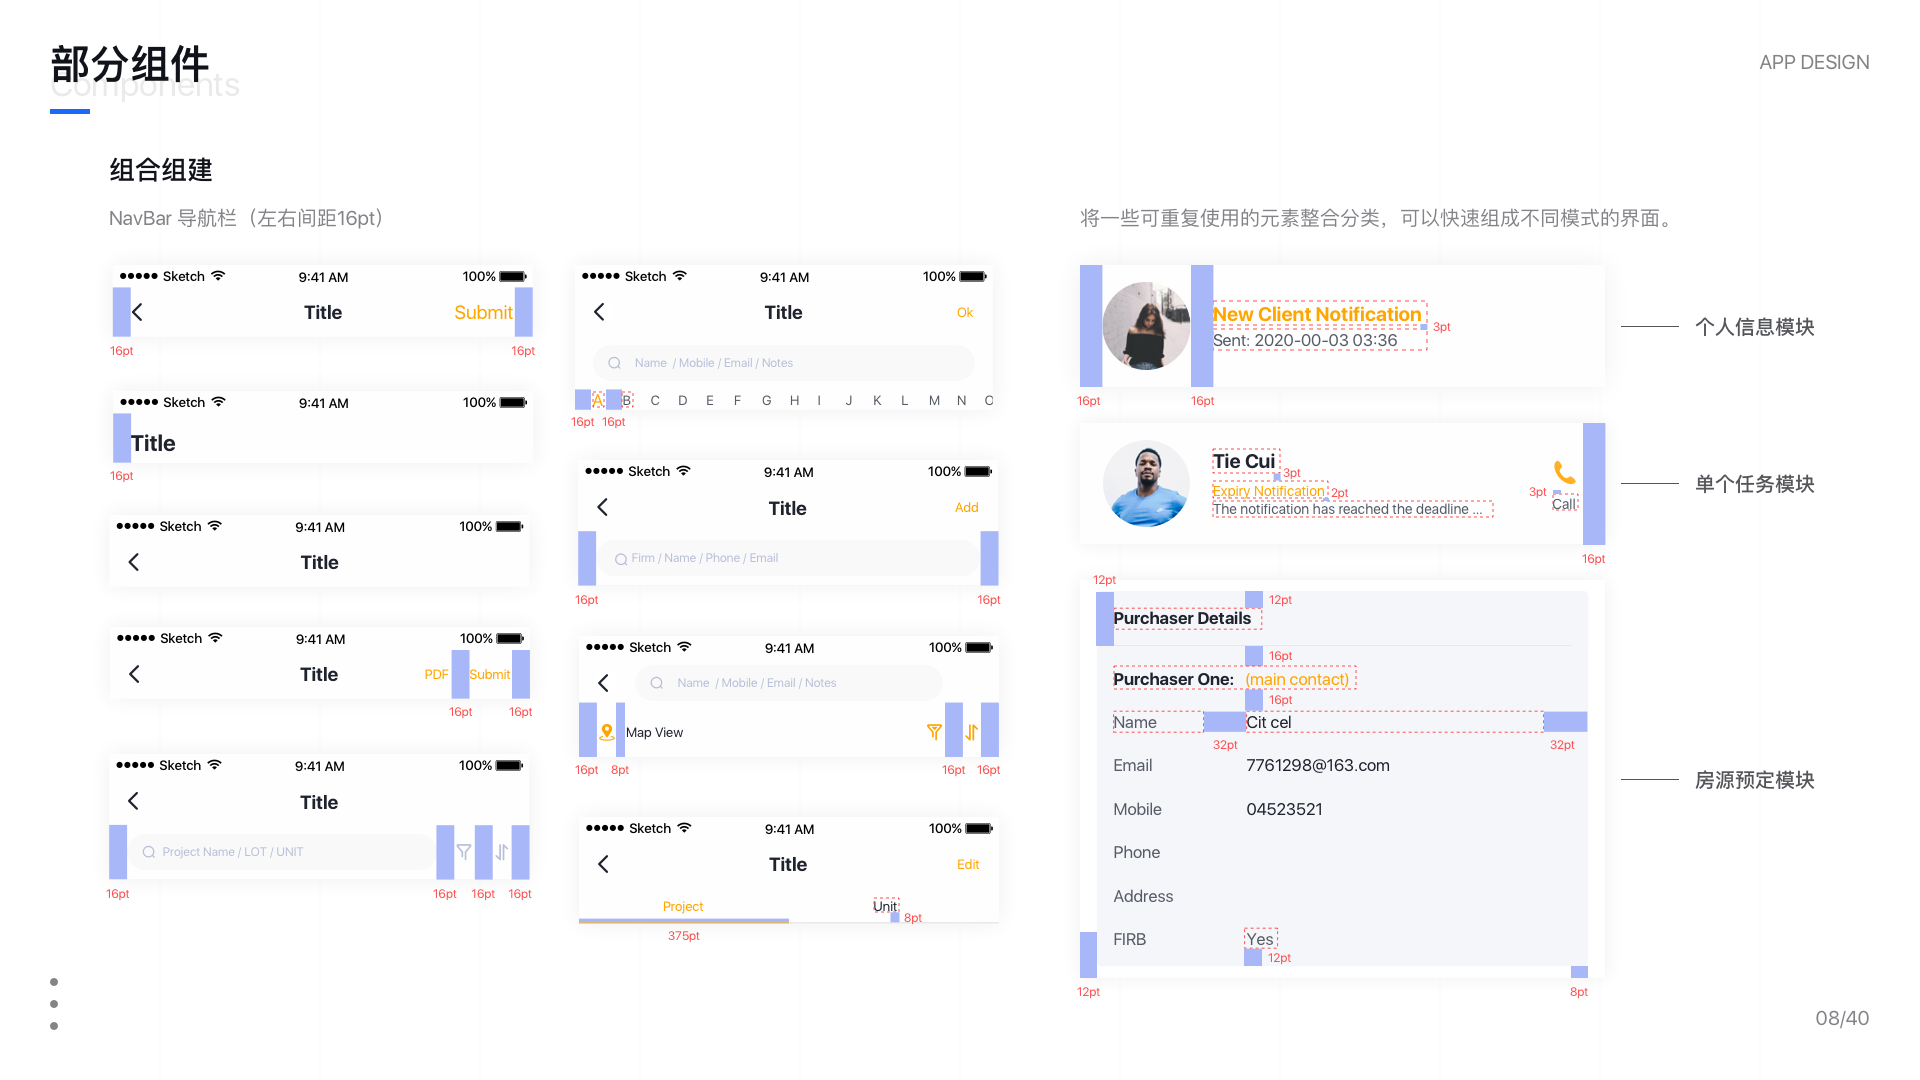 部分组件
Components
APP DESIGN
组合组建
NavBar 导航栏（左右间距16pt）
Sketch 9:41 AM 100%
Title Submit
16pt 16pt
Sketch 9:41 AM 100%
Title
16pt
Sketch 9:41 AM 100%
Title
Sketch 9:41 AM 100%
Title PDF Submit
16pt 16pt
Sketch 9:41 AM 100%
Title
Project Name / LOT / UNIT
16pt 16pt 16pt 16pt
Sketch 9:41 AM 100%
Title Ok
Name / Mobile / Email / Notes
A B C D E F G H I J K L M N O
16pt 16pt
Sketch 9:41 AM 100%
Title Add
Firm / Name / Phone / Email
16pt 16pt
Sketch 9:41 AM 100%
Name / Mobile / Email / Notes
Map View
16pt 8pt 16pt 16pt
Sketch 9:41 AM 100%
Title Edit
Project Unit
8pt
375pt
将一些可重复使用的元素整合分类，可以快速组成不同模式的界面。
New Client Notification
3pt
Sent: 2020-00-03 03:36
16pt 16pt
个人信息模块
Tie Cui
3pt
Expiry Notification 2pt
The notification has reached the deadline ...
3pt
Call
16pt
单个任务模块
12pt
12pt
Purchaser Details
16pt
Purchaser One: (main contact)
16pt
Name Cit cel
32pt 32pt
Email 7761298@163.com
Mobile 04523521
Phone
Address
FIRB Yes
12pt
12pt 8pt
房源预定模块
08/40